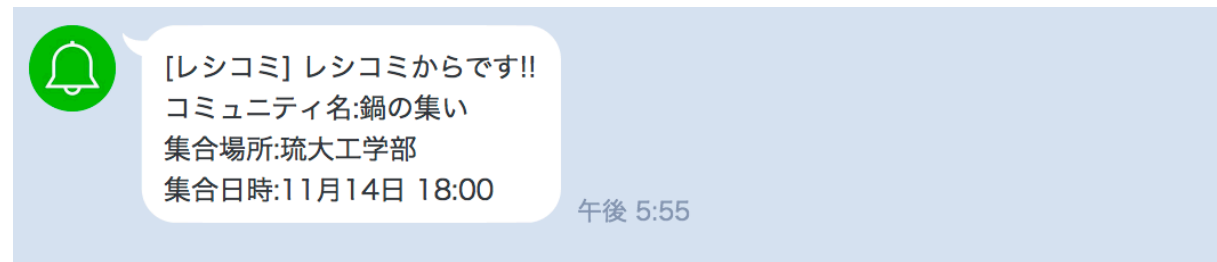 [レシコミ] レシコミからです!!
コミュニティ名:鍋の集い
集合場所:琉大工学部
集合日時:11月14日 18:00
午後 5:55